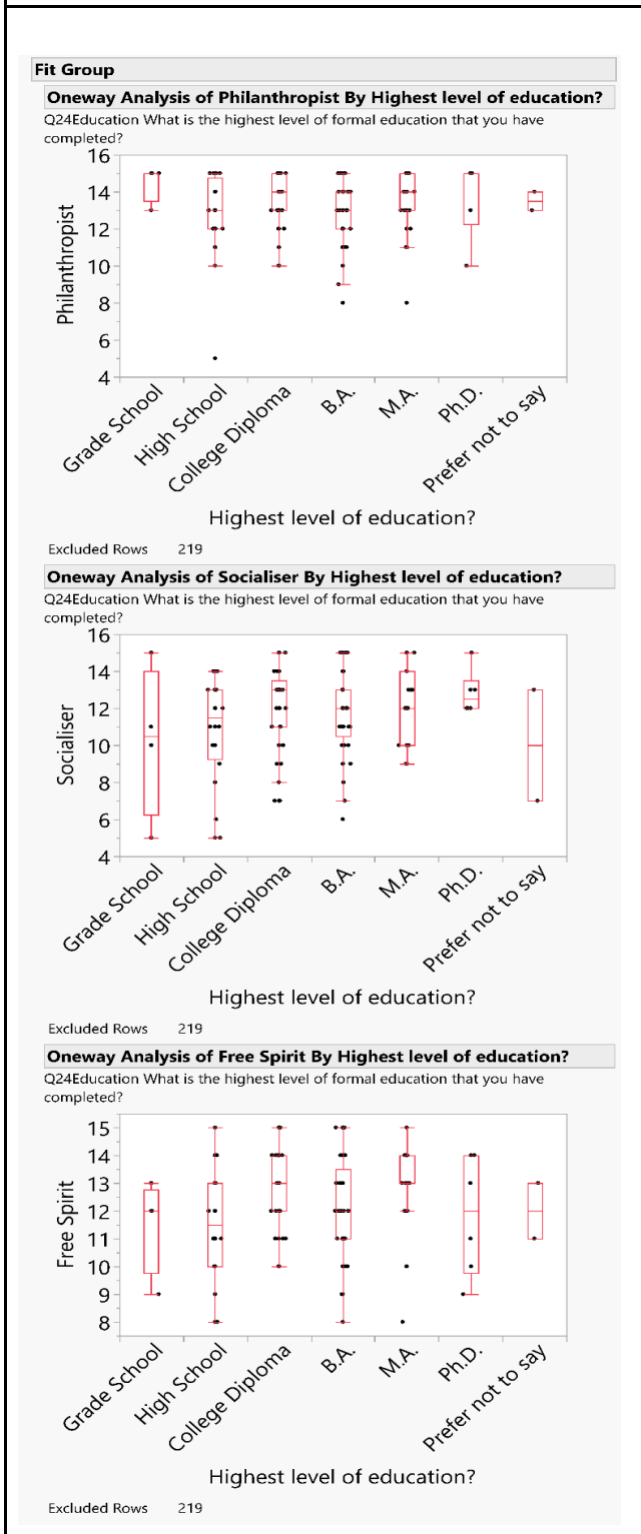 Fit Group
Oneway Analysis of Philanthropist By Highest level of education?
Q24Education What is the highest level of formal education that you have
completed?
16
14
12
10
8
6
4
Philanthropist
Grade School
High School
College Diploma
B.A.
M.A.
Ph.D.
Prefer not to say
Highest level of education?
Excluded Rows 219
Oneway Analysis of Socialiser By Highest level of education?
Q24Education What is the highest level of formal education that you have
completed?
16
14
12
10
8
6
4
Socialiser
Grade School
High School
College Diploma
B.A.
M.A.
Ph.D.
Prefer not to say
Highest level of education?
Excluded Rows 219
Oneway Analysis of Free Spirit By Highest level of education?
Q24Education What is the highest level of formal education that you have
completed?
15
14
13
12
11
10
9
8
Free Spirit
Grade School
High School
College Diploma
B.A.
M.A.
Ph.D.
Prefer not to say
Highest level of education?
Excluded Rows 219